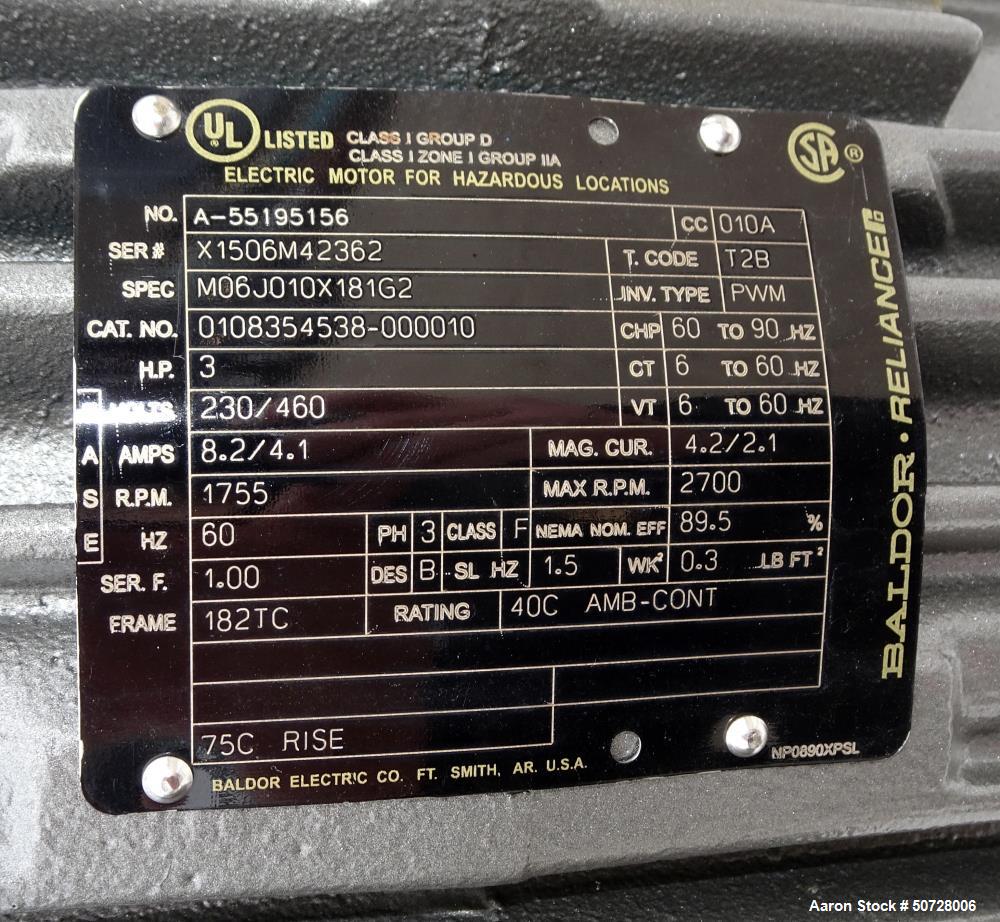 UL® LISTED CLASS I GROUP D
CLASS I ZONE I GROUP IIA
SA®
ELECTRIC MOTOR FOR HAZARDOUS LOCATIONS
NO. A-55195156 CC 010A
SER# X1506M42362 T. CODE T2B
SPEC M06J010X181G2 INV. TYPE PWM
CAT. NO. 0108354538-000010 CHP 60 TO 90 HZ
H.P. 3 CT 6 TO 60 HZ
VOLTS 230/460 VT 6 TO 60 HZ
AMPS 8.2/4.1 MAG. CUR. 4.2/2.1
R.P.M. 1755 MAX R.P.M. 2700
HZ 60 PH 3 CLASS F NEMA NOM. EFF 89.5 %
SER. F. 1.00 DES B SL HZ 1.5 WK² 0.3 LB FT²
FRAME 182TC RATING 40C AMB-CONT
75C RISE
BALDOR ELECTRIC CO. FT. SMITH, AR. U.S.A.
NP0890XPSL
BALDOR • RELIANCE
Aaron Stock # 50728006